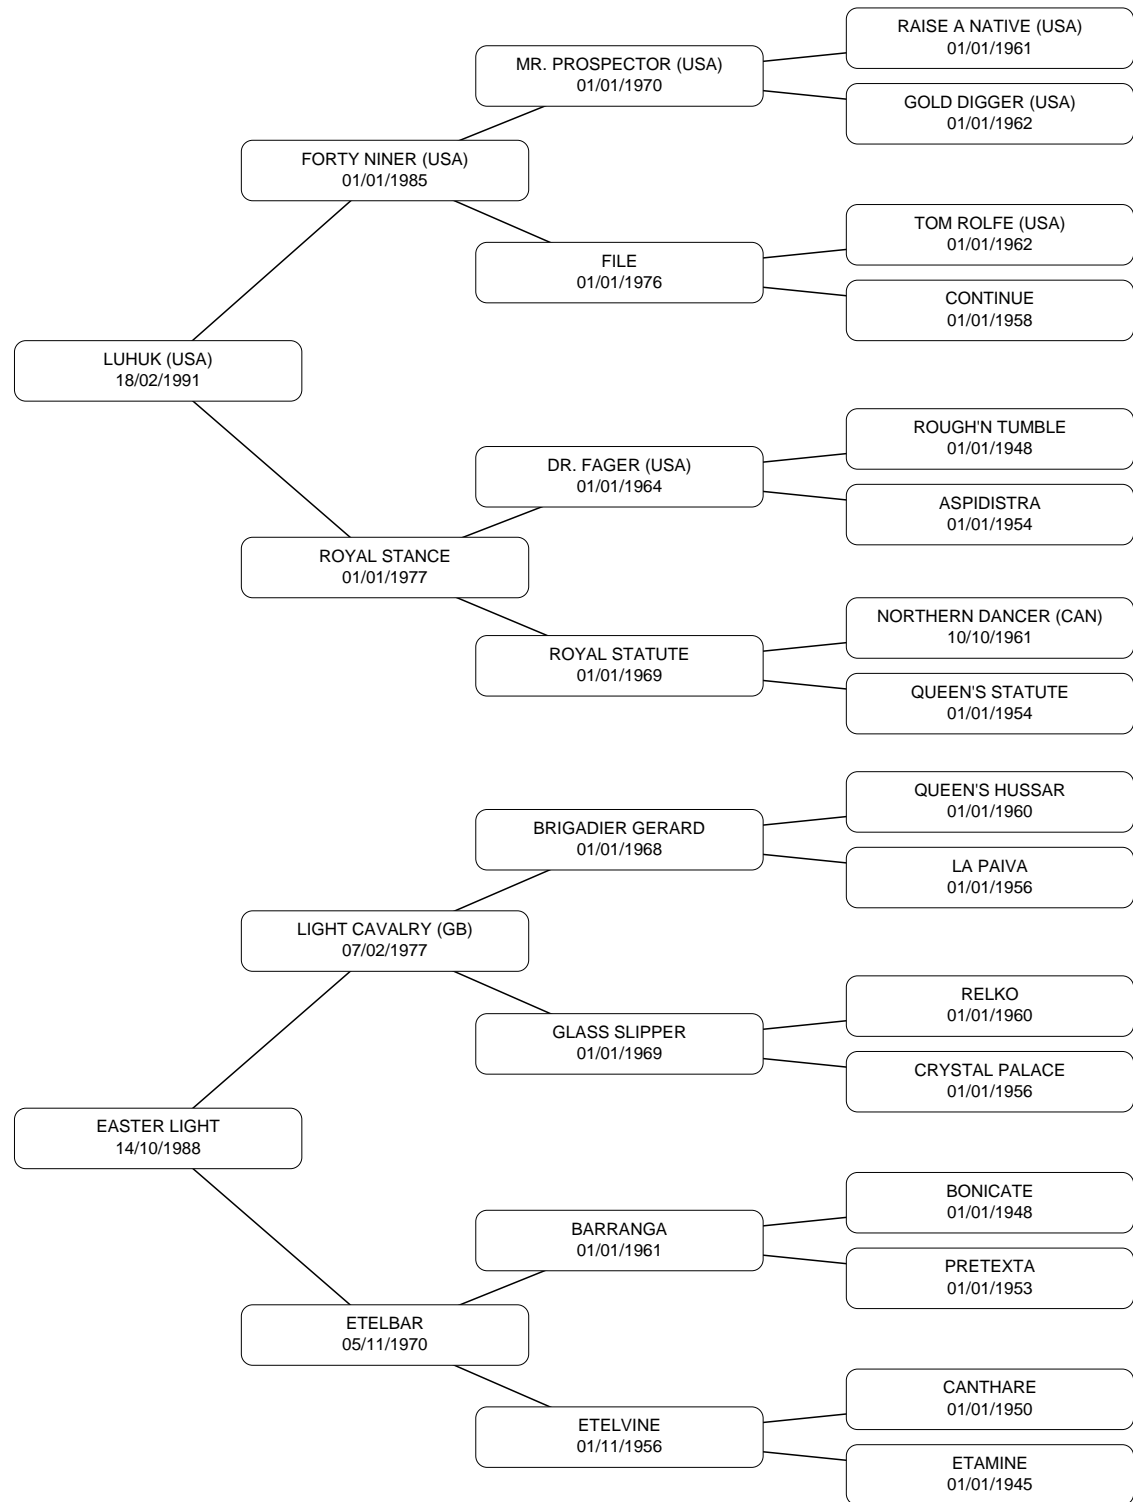 RAISE A NATIVE (USA)
01/01/1961
MR. PROSPECTOR (USA)
01/01/1970
GOLD DIGGER (USA)
01/01/1962
FORTY NINER (USA)
01/01/1985
TOM ROLFE (USA)
01/01/1962
FILE
01/01/1976
CONTINUE
01/01/1958
LUHUK (USA)
18/02/1991
ROUGH'N TUMBLE
01/01/1948
DR. FAGER (USA)
01/01/1964
ASPIDISTRA
01/01/1954
ROYAL STANCE
01/01/1977
NORTHERN DANCER (CAN)
10/10/1961
ROYAL STATUTE
01/01/1969
QUEEN'S STATUTE
01/01/1954
QUEEN'S HUSSAR
01/01/1960
BRIGADIER GERARD
01/01/1968
LA PAIVA
01/01/1956
LIGHT CAVALRY (GB)
07/02/1977
RELKO
01/01/1960
GLASS SLIPPER
01/01/1969
CRYSTAL PALACE
01/01/1956
EASTER LIGHT
14/10/1988
BONICATE
01/01/1948
BARRANGA
01/01/1961
PRETEXTA
01/01/1953
ETELBAR
05/11/1970
CANTHARE
01/01/1950
ETELVINE
01/11/1956
ETAMINE
01/01/1945